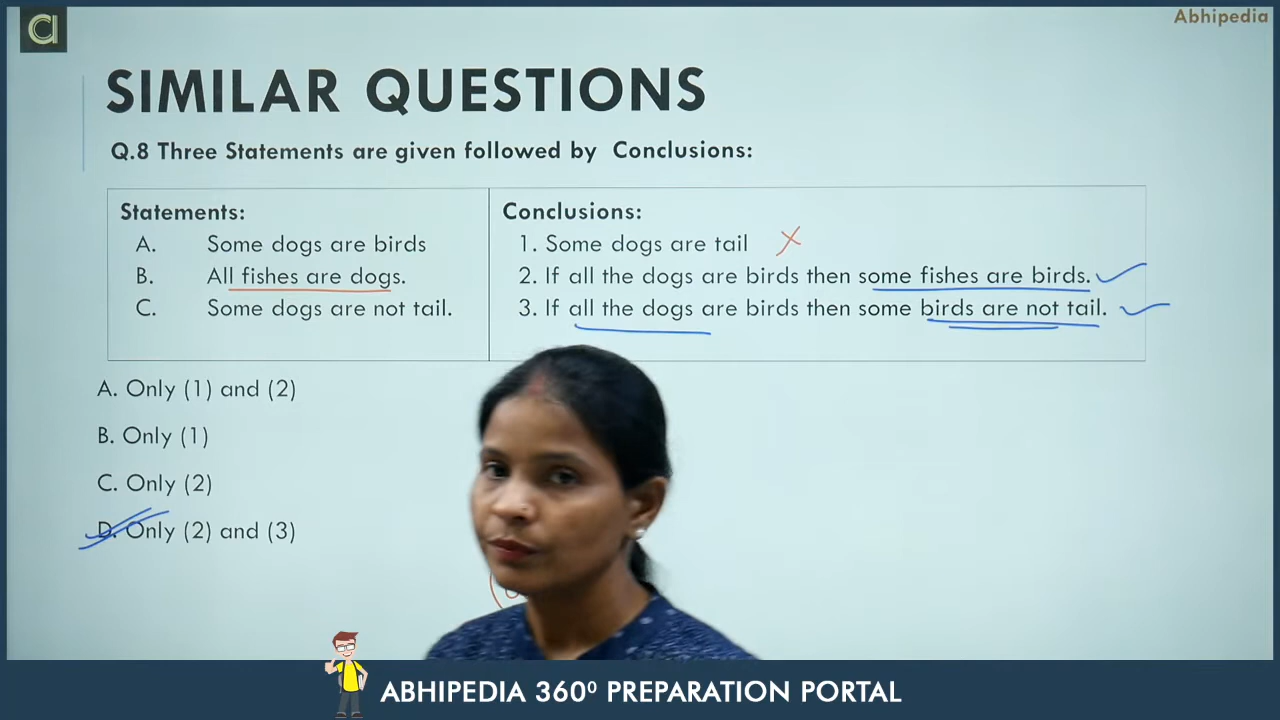 Abhipedia
SIMILAR QUESTIONS
Q.8 Three Statements are given followed by Conclusions:
Statements:
A. Some dogs are birds
B. All fishes are dogs.
C. Some dogs are not tail.
Conclusions:
1. Some dogs are tail
2. If all the dogs are birds then some fishes are birds.
3. If all the dogs are birds then some birds are not tail.
A. Only (1) and (2)
B. Only (1)
C. Only (2)
D. Only (2) and (3)
ABHIPEDIA 360⁰ PREPARATION PORTAL